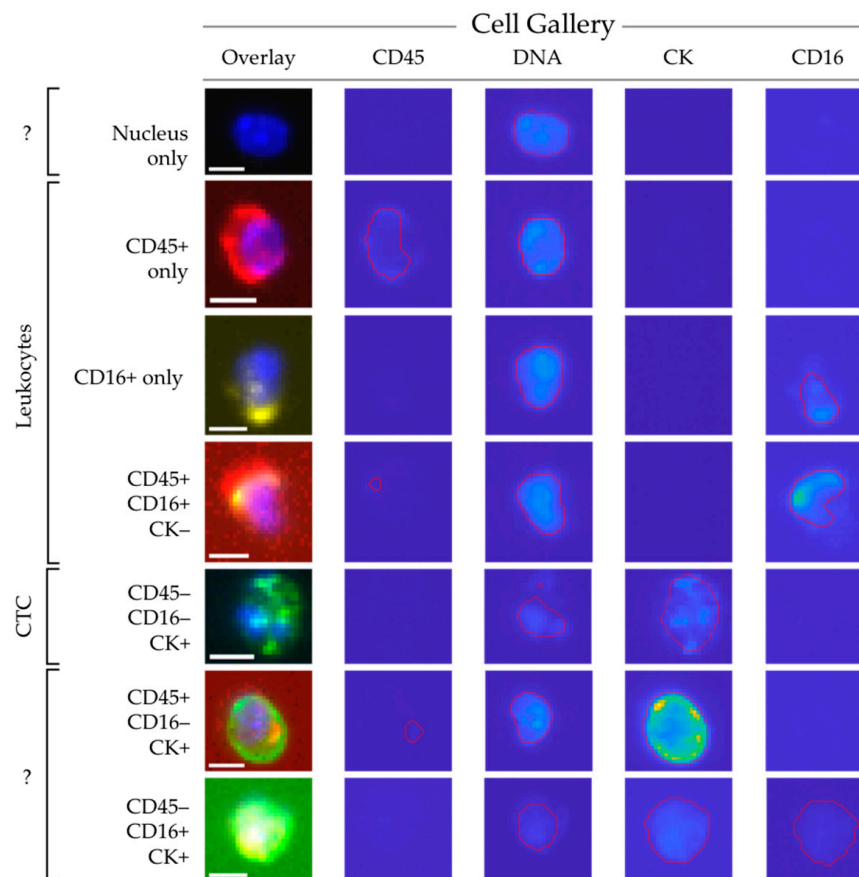 Cell Gallery
Overlay CD45 DNA CK CD16
?
Nucleus
only
Leukocytes
CD45+
only
CD16+ only
CD45+
CD16+
CK–
CTC
CD45–
CD16–
CK+
?
CD45+
CD16–
CK+
CD45–
CD16+
CK+